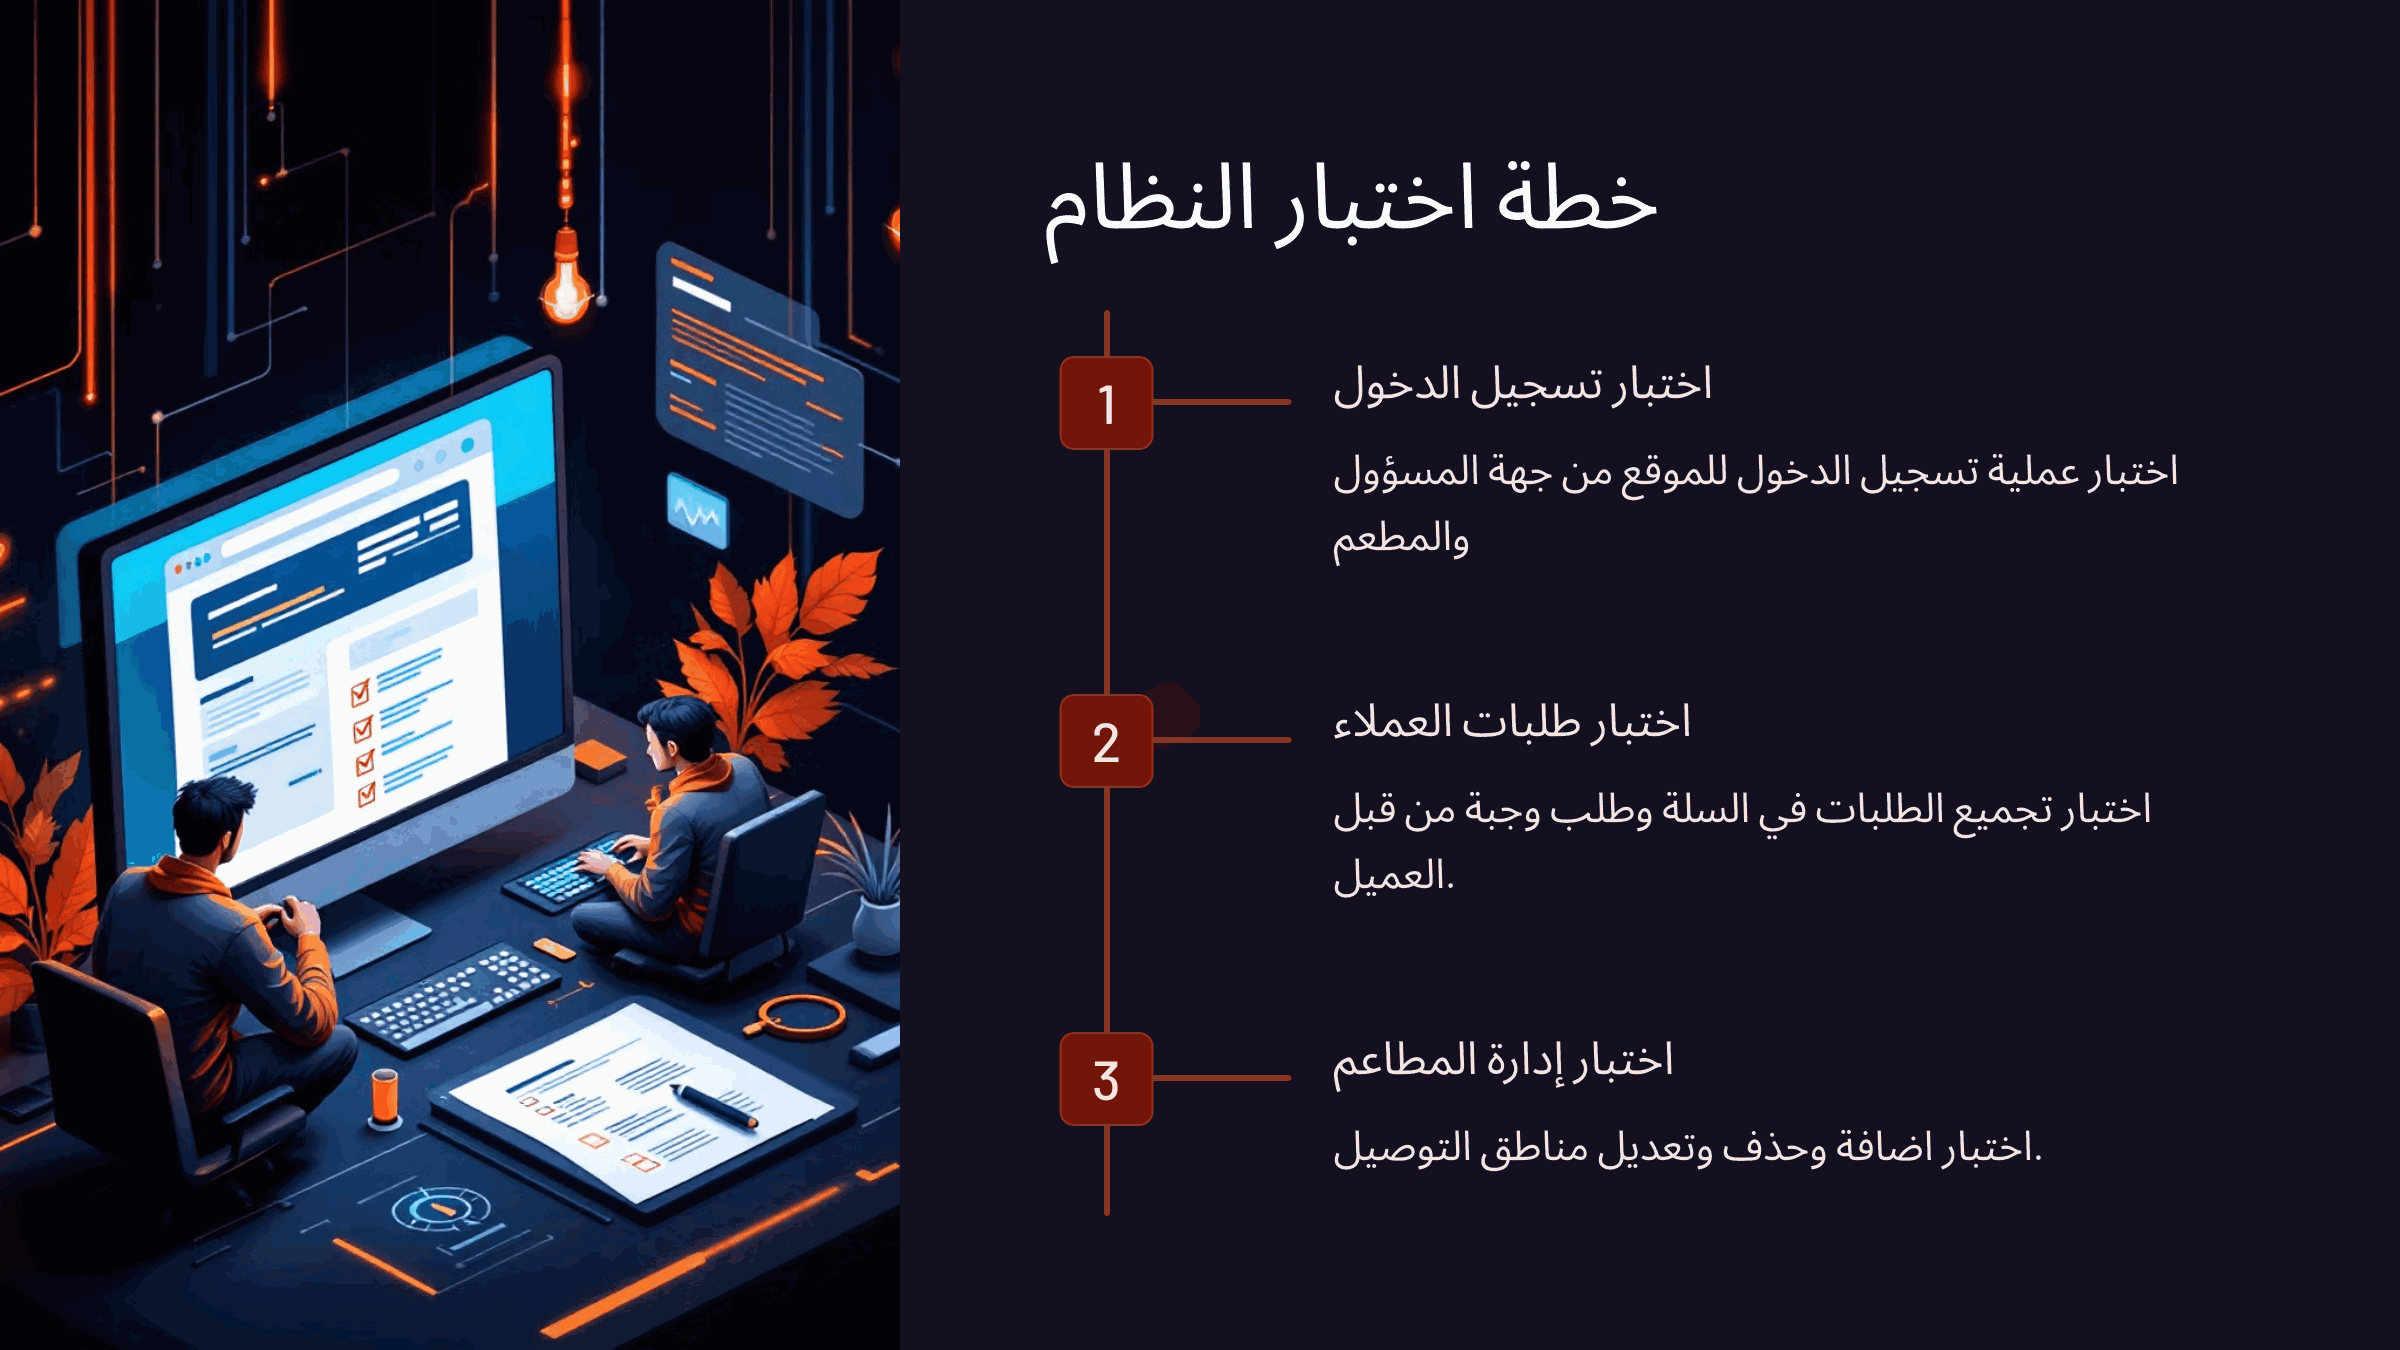 خطة اختبار النظام
1
اختبار تسجيل الدخول
اختبار عملية تسجيل الدخول للموقع من جهة المسؤول
والمطعم
2
اختبار طلبات العملاء
اختبار تجميع الطلبات في السلة وطلب وجبة من قبل
العميل.
3
اختبار إدارة المطاعم
اختبار اضافة وحذف وتعديل مناطق التوصيل.